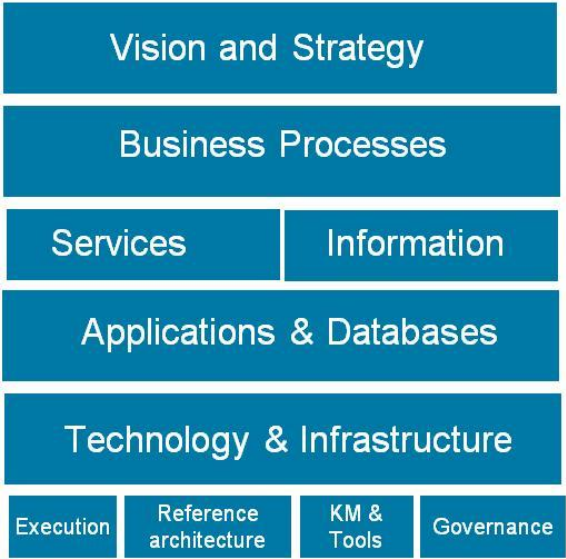 Vision and Strategy
Business Processes
Services
Information
Applications & Databases
Technology & Infrastructure
Execution
Reference
architecture
KM &
Tools
Governance